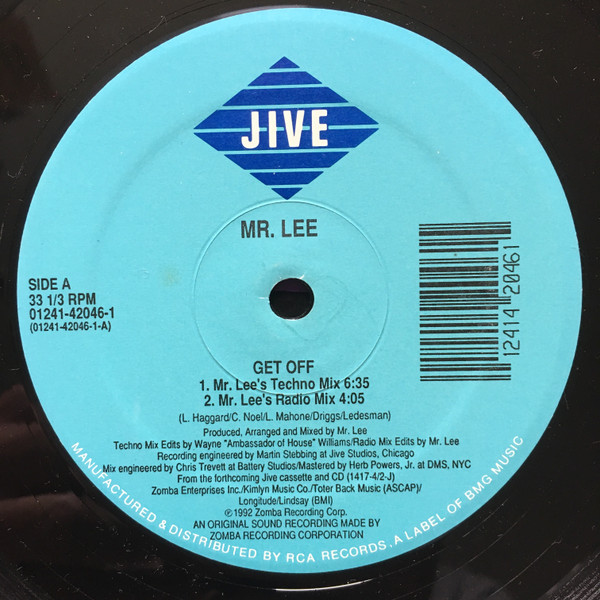 JIVE
MR. LEE
SIDE A
33 1/3 RPM
01241-42046-1
(01241-42046-1-A)
12414 20461
GET OFF
1. Mr. Lee's Techno Mix 6:35
2. Mr. Lee's Radio Mix 4:05
(L. Haggard/C. Noel/L. Mahone/Driggs/Ledesman)
Produced, Arranged and Mixed by Mr. Lee
Techno Mix Edits by Wayne "Ambassador of House" Williams/Radio Mix Edits by Mr. Lee
Recording engineered by Martin Stebbing at Jive Studios, Chicago
Mix engineered by Chris Trevett at Battery Studios/Mastered by Herb Powers, Jr. at DMS, NYC
From the forthcoming Jive cassette and CD (1417-4/2-J)
Zomba Enterprises Inc./Kimlyn Music Co./Toter Back Music (ASCAP)/
Longitude/Lindsay (BMI)
℗1992 Zomba Recording Corp.
AN ORIGINAL SOUND RECORDING MADE BY
ZOMBA RECORDING CORPORATION
MANUFACTURED & DISTRIBUTED BY RCA RECORDS, A LABEL OF BMG MUSIC